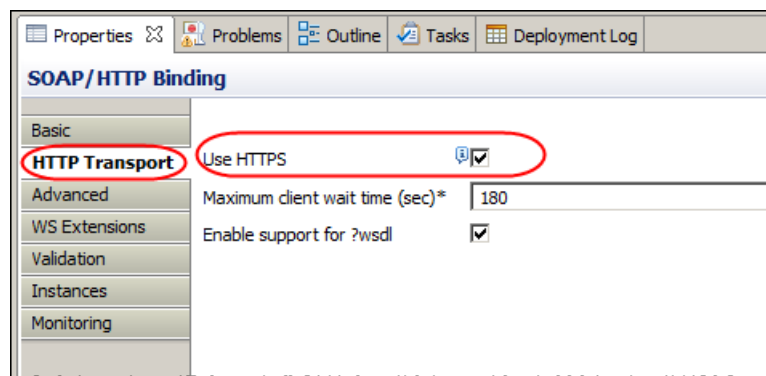 Properties Problems Outline Tasks Deployment Log
SOAP/HTTP Binding
Basic
HTTP Transport
Use HTTPS
Advanced
Maximum client wait time (sec)* 180
WS Extensions
Enable support for ?wsdl
Validation
Instances
Monitoring